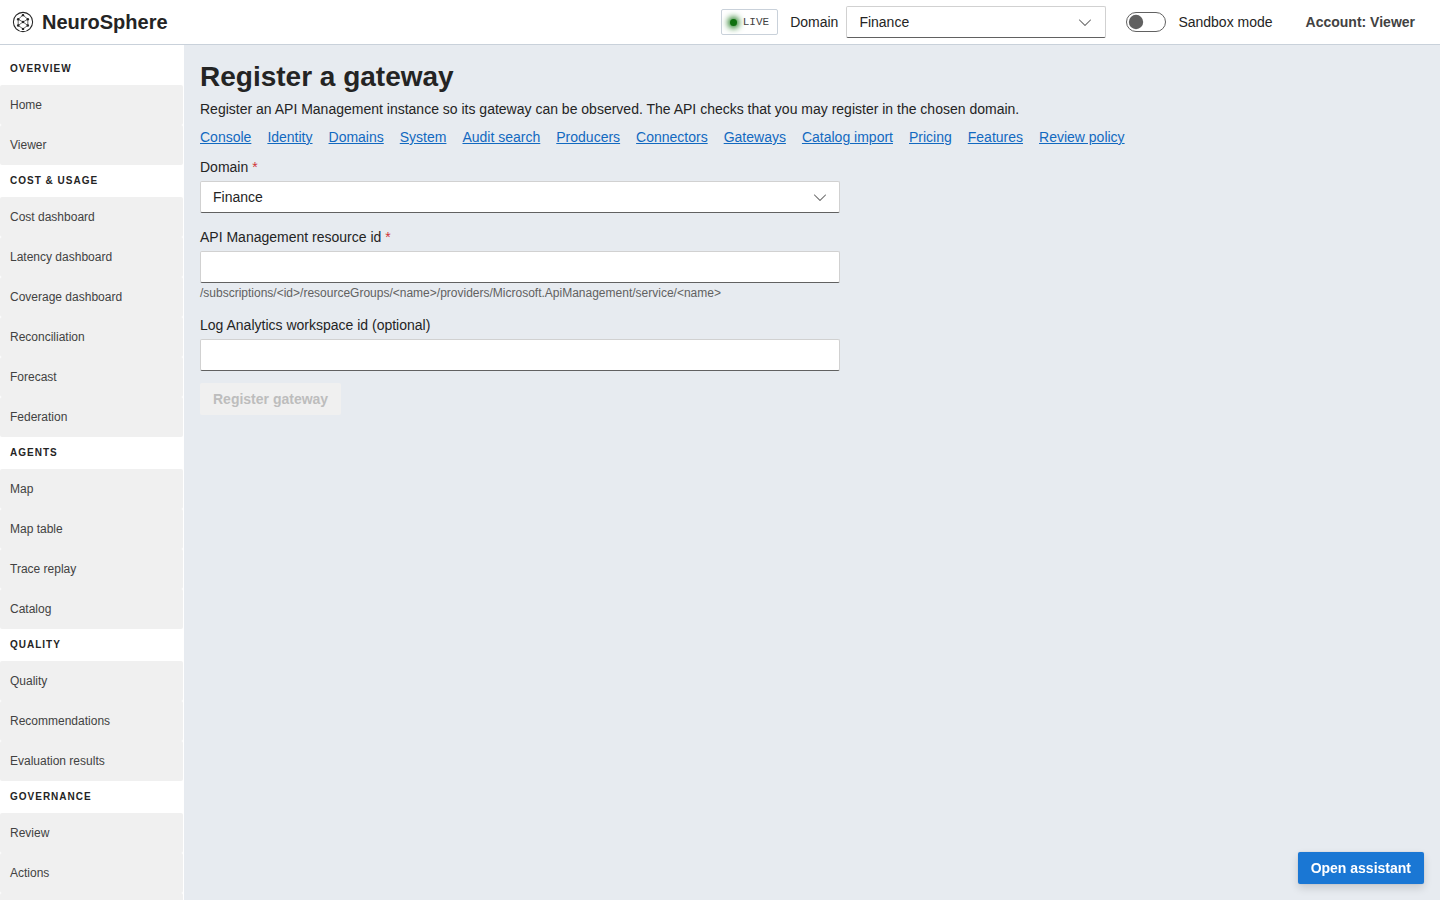 NeuroSphere
LIVE
Domain
Finance
Sandbox mode
Account: Viewer
OVERVIEW
Home
Viewer
COST & USAGE
Cost dashboard
Latency dashboard
Coverage dashboard
Reconciliation
Forecast
Federation
AGENTS
Map
Map table
Trace replay
Catalog
QUALITY
Quality
Recommendations
Evaluation results
GOVERNANCE
Review
Actions
Register a gateway
Register an API Management instance so its gateway can be observed. The API checks that you may register in the chosen domain.
Console Identity Domains System Audit search Producers Connectors Gateways Catalog import Pricing Features Review policy
Domain *
Finance
API Management resource id *
/subscriptions/<id>/resourceGroups/<name>/providers/Microsoft.ApiManagement/service/<name>
Log Analytics workspace id (optional)
Register gateway
Open assistant